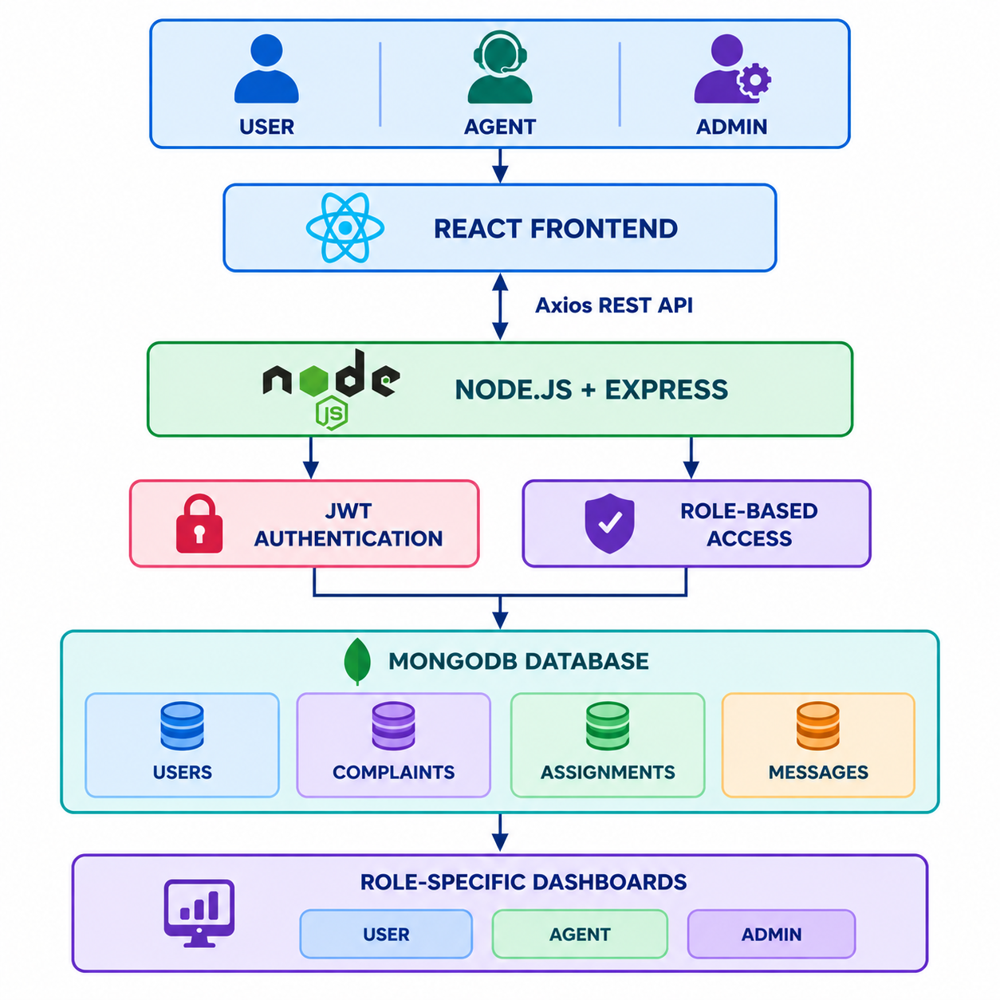 USER
AGENT
ADMIN
REACT FRONTEND
Axios REST API
node
JS
NODE.JS + EXPRESS
JWT
AUTHENTICATION
ROLE-BASED
ACCESS
MONGODB DATABASE
USERS
COMPLAINTS
ASSIGNMENTS
MESSAGES
ROLE-SPECIFIC DASHBOARDS
USER
AGENT
ADMIN